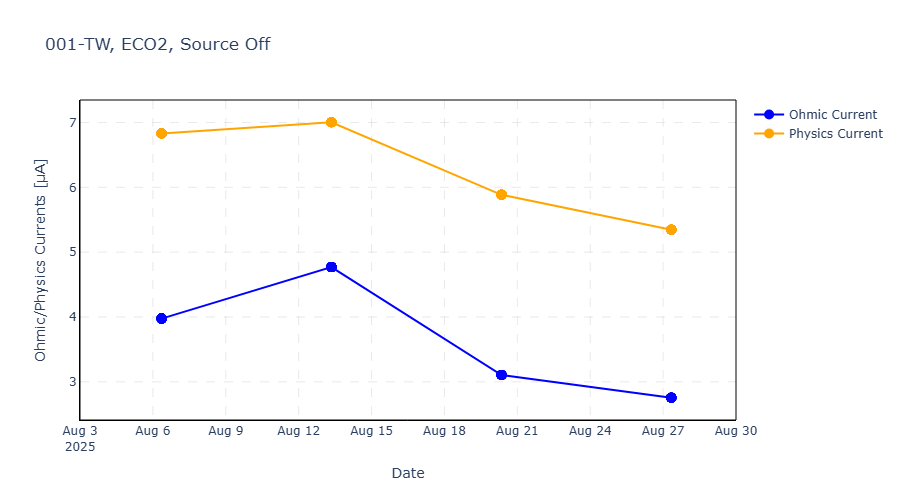 001-TW, ECO2, Source Off
Ohmic Current
Physics Current
Ohmic/Physics Currents [μA]
7
6
5
4
3
Aug 3
2025
Aug 6
Aug 9
Aug 12
Aug 15
Aug 18
Aug 21
Aug 24
Aug 27
Aug 30
Date